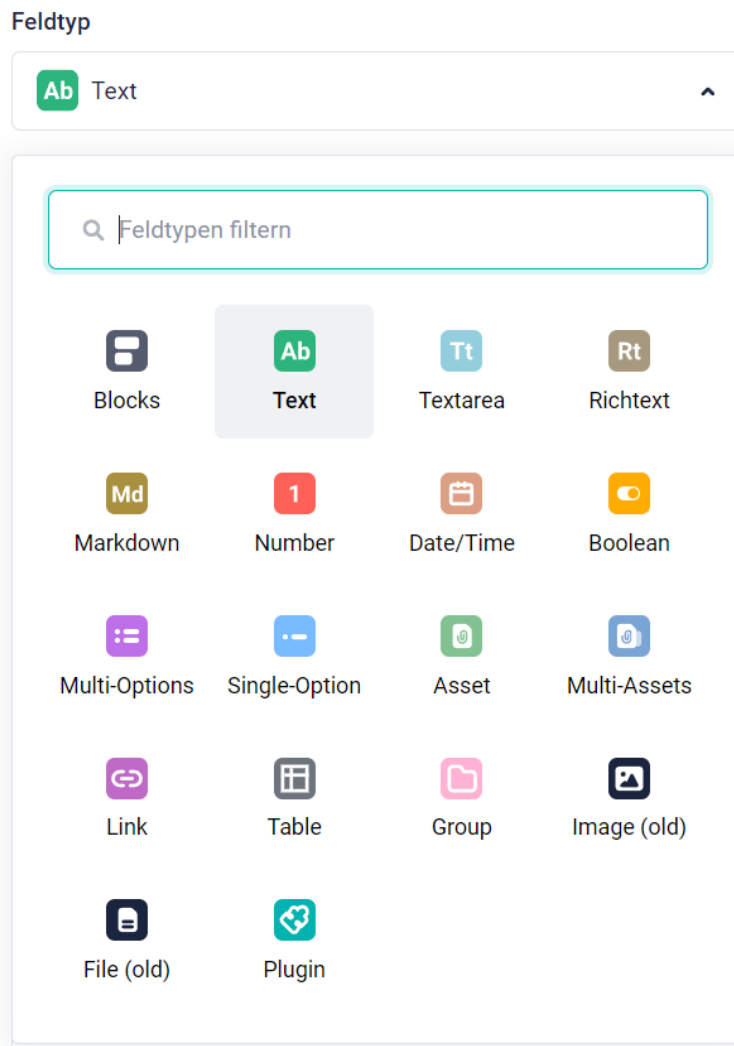 Feldtyp
Ab Text
Feldtypen filtern
Ab Tt Rt
Blocks Text Textarea Richtext
Md 1
Markdown Number Date/Time Boolean
Multi-Options Single-Option Asset Multi-Assets
Link Table Group Image (old)
File (old) Plugin